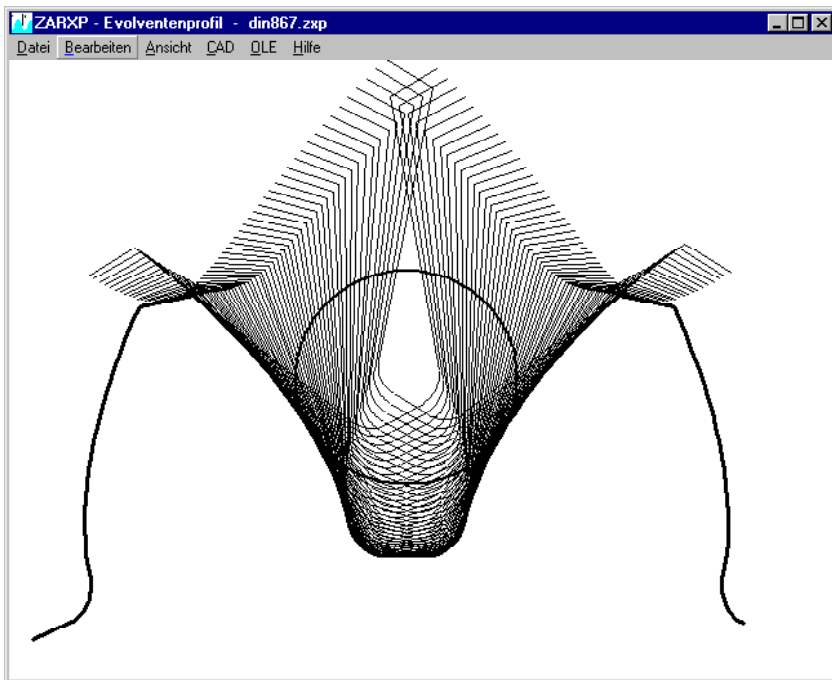 ZARXP - Evolventenprofil - din867.zxp
Datei Bearbeiten Ansicht CAD OLE Hilfe